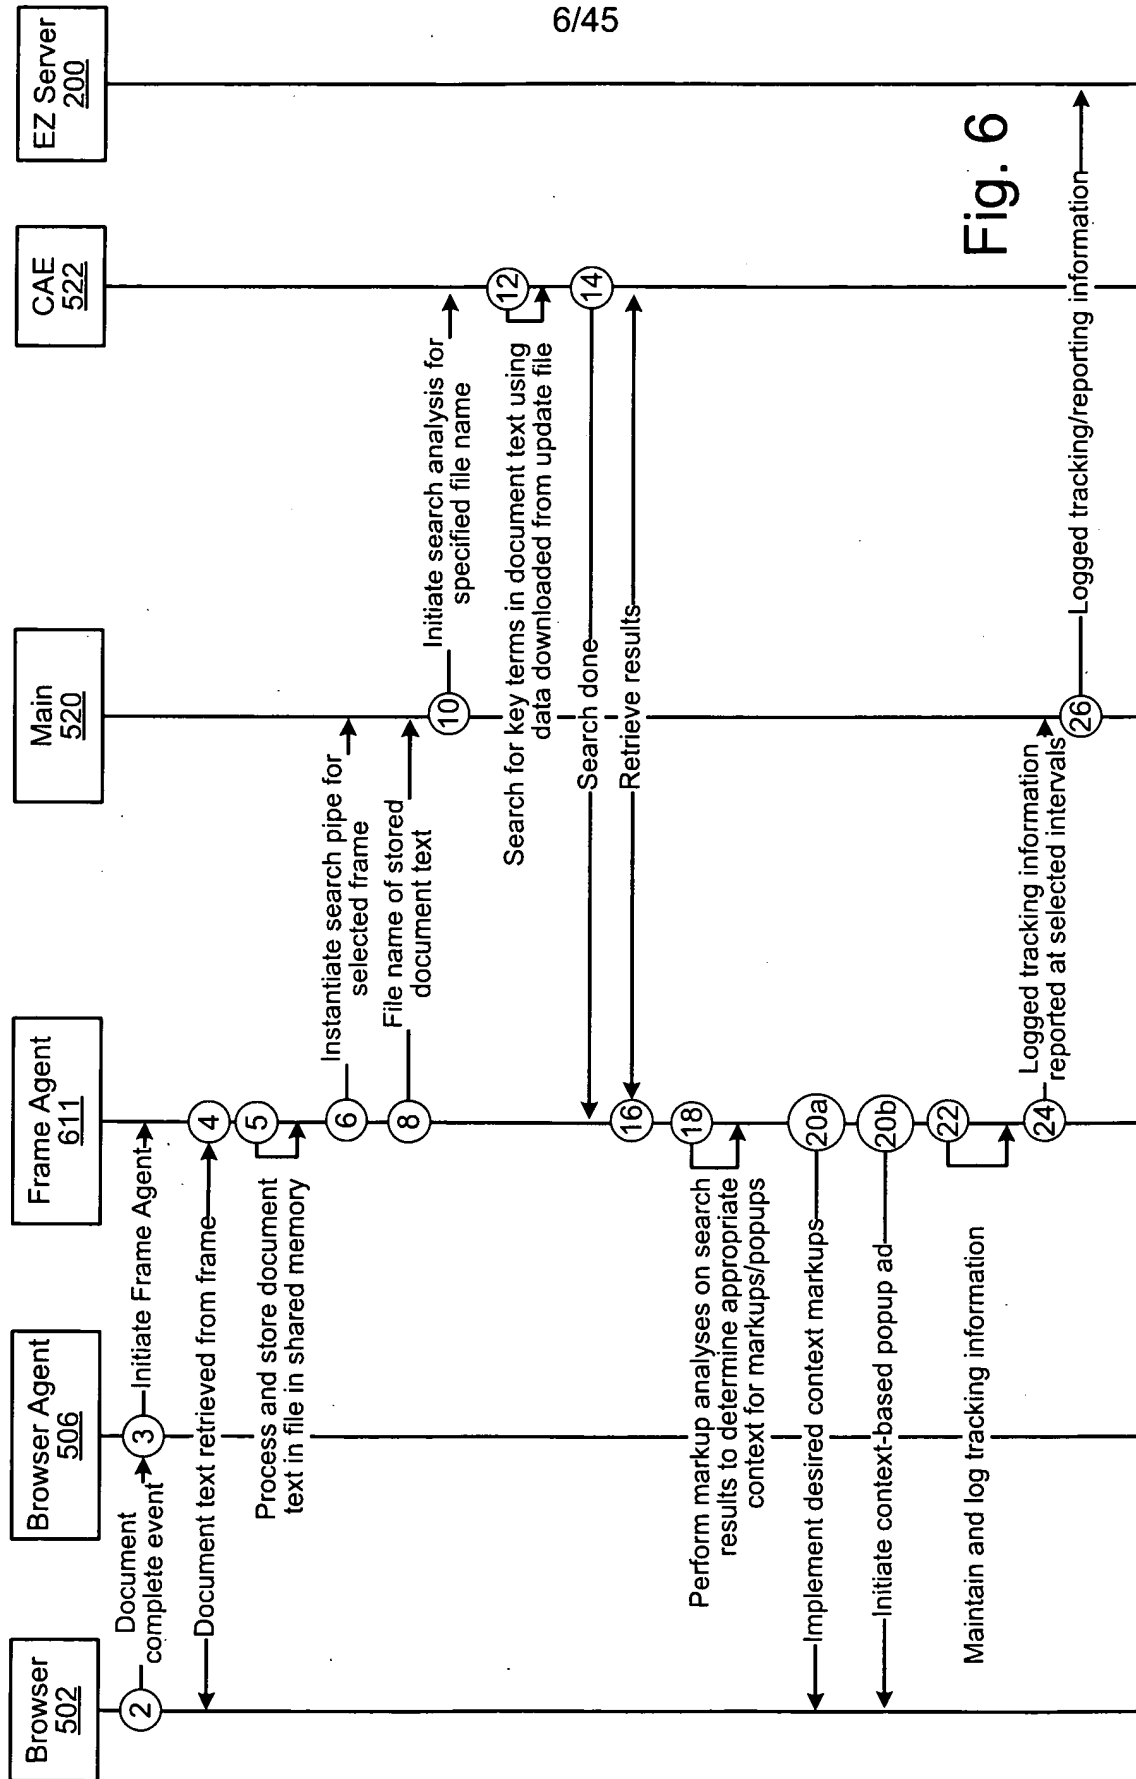 6/45
Browser
502
Browser Agent
506
Frame Agent
611
Main
520
CAE
522
EZ Server
200
2
Document
complete event
3
Initiate Frame Agent
4
Document text retrieved from frame
5
Process and store document
text in file in shared memory
6
Instantiate search pipe for
selected frame
8
File name of stored
document text
10
Initiate search analysis for
specified file name
12
Search for key terms in document text using
data downloaded from update file
14
Search done
16
Retrieve results
18
Perform markup analyses on search
results to determine appropriate
context for markups/popups
20a
Implement desired context markups
20b
Initiate context-based popup ad
22
Maintain and log tracking information
24
Logged tracking information
reported at selected intervals
26
Logged tracking/reporting information
Fig. 6